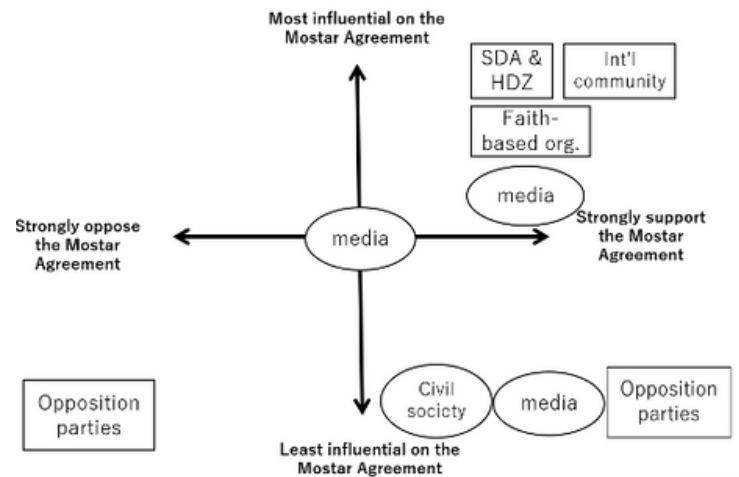 Most influential on the
Mostar Agreement
SDA &
HDZ
Int'l
community
Faith-
based org.
media
Strongly oppose
the Mostar
Agreement
media
Strongly support
the Mostar
Agreement
Opposition
parties
Civil
society
media
Opposition
parties
Least influential on the
Mostar Agreement